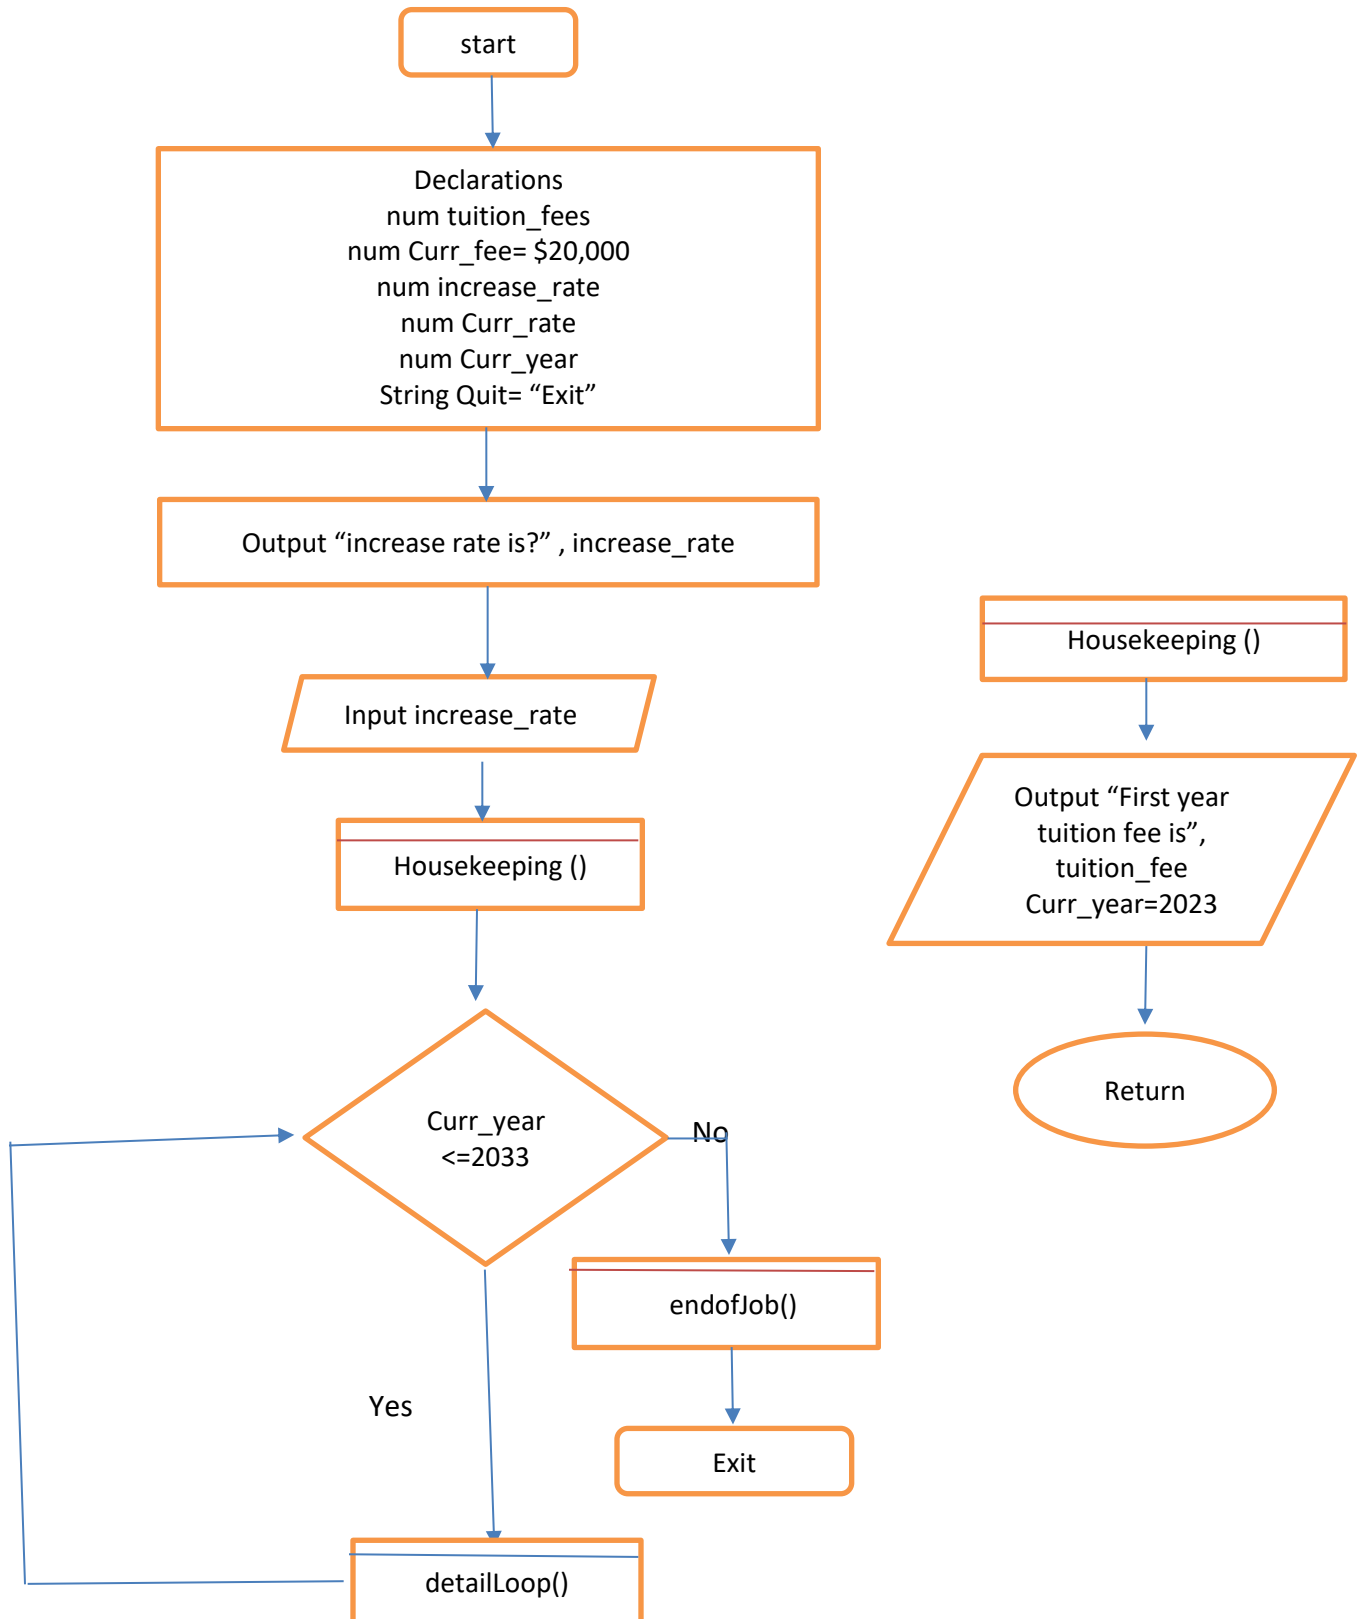 start
Declarations
num tuition_fees
num Curr_fee= $20,000
num increase_rate
num Curr_rate
num Curr_year
String Quit= “Exit”
Output “increase rate is?” , increase_rate
Input increase_rate
Housekeeping ()
Curr_year
<=2033
No
endofJob()
Exit
Yes
detailLoop()
Housekeeping ()
Output “First year
tuition fee is”,
tuition_fee
Curr_year=2023
Return